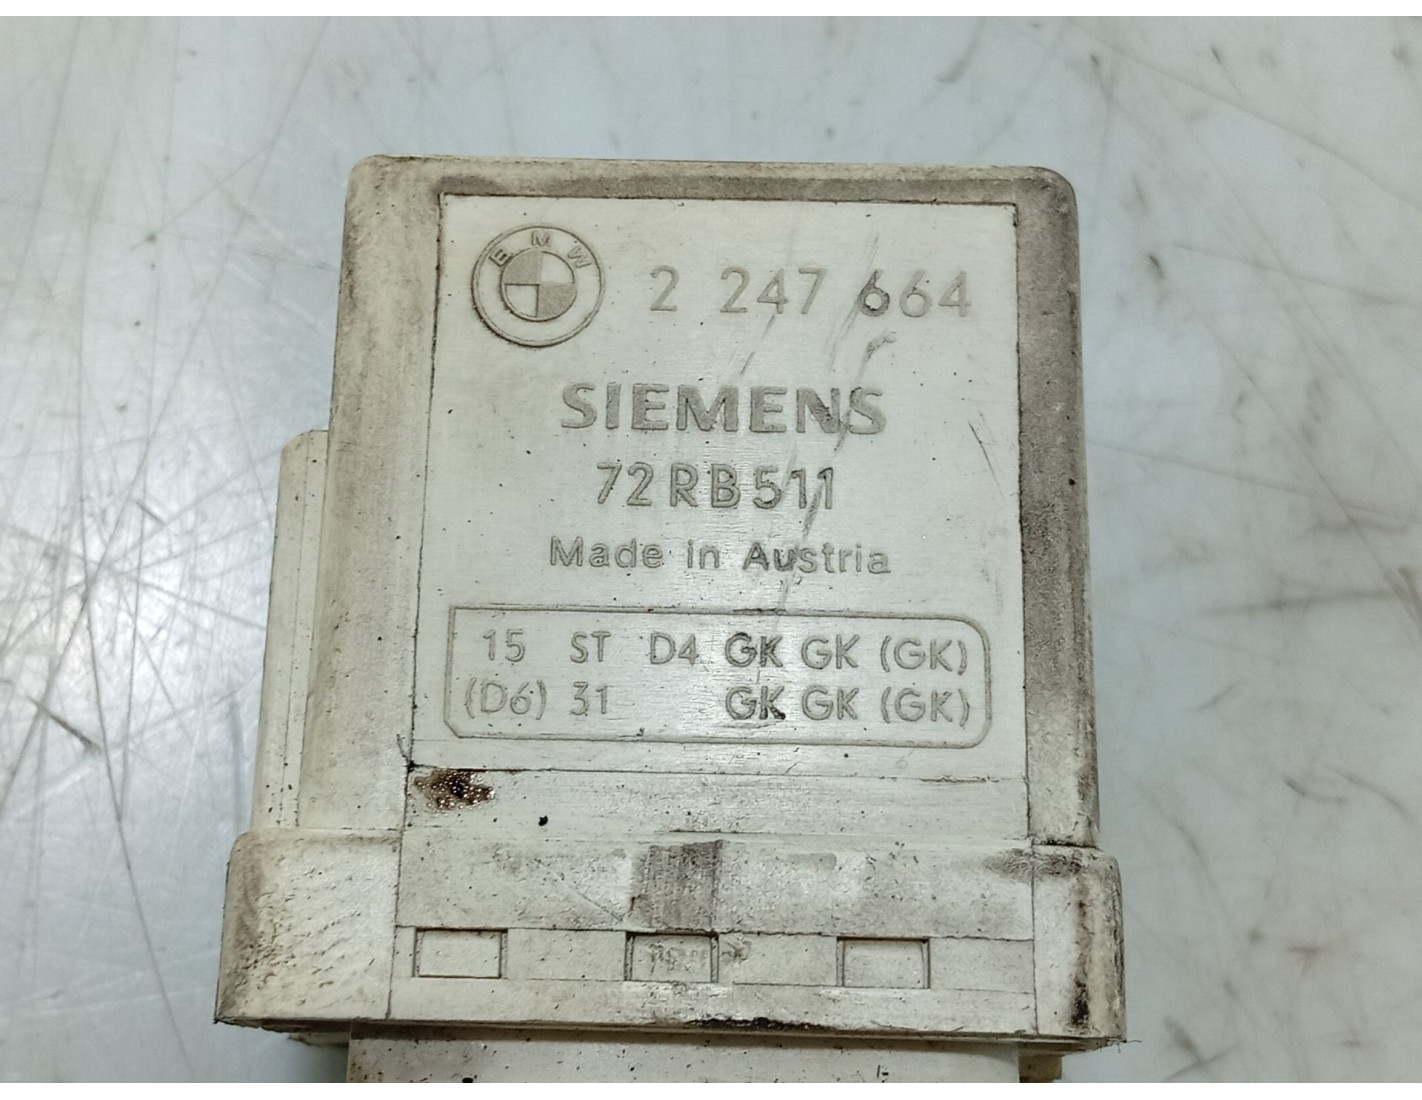 BMW 2 247 664
SIEMENS
72RB511
Made in Austria
15 ST D4 GK GK (GK)
(D6) 31 GK GK (GK)